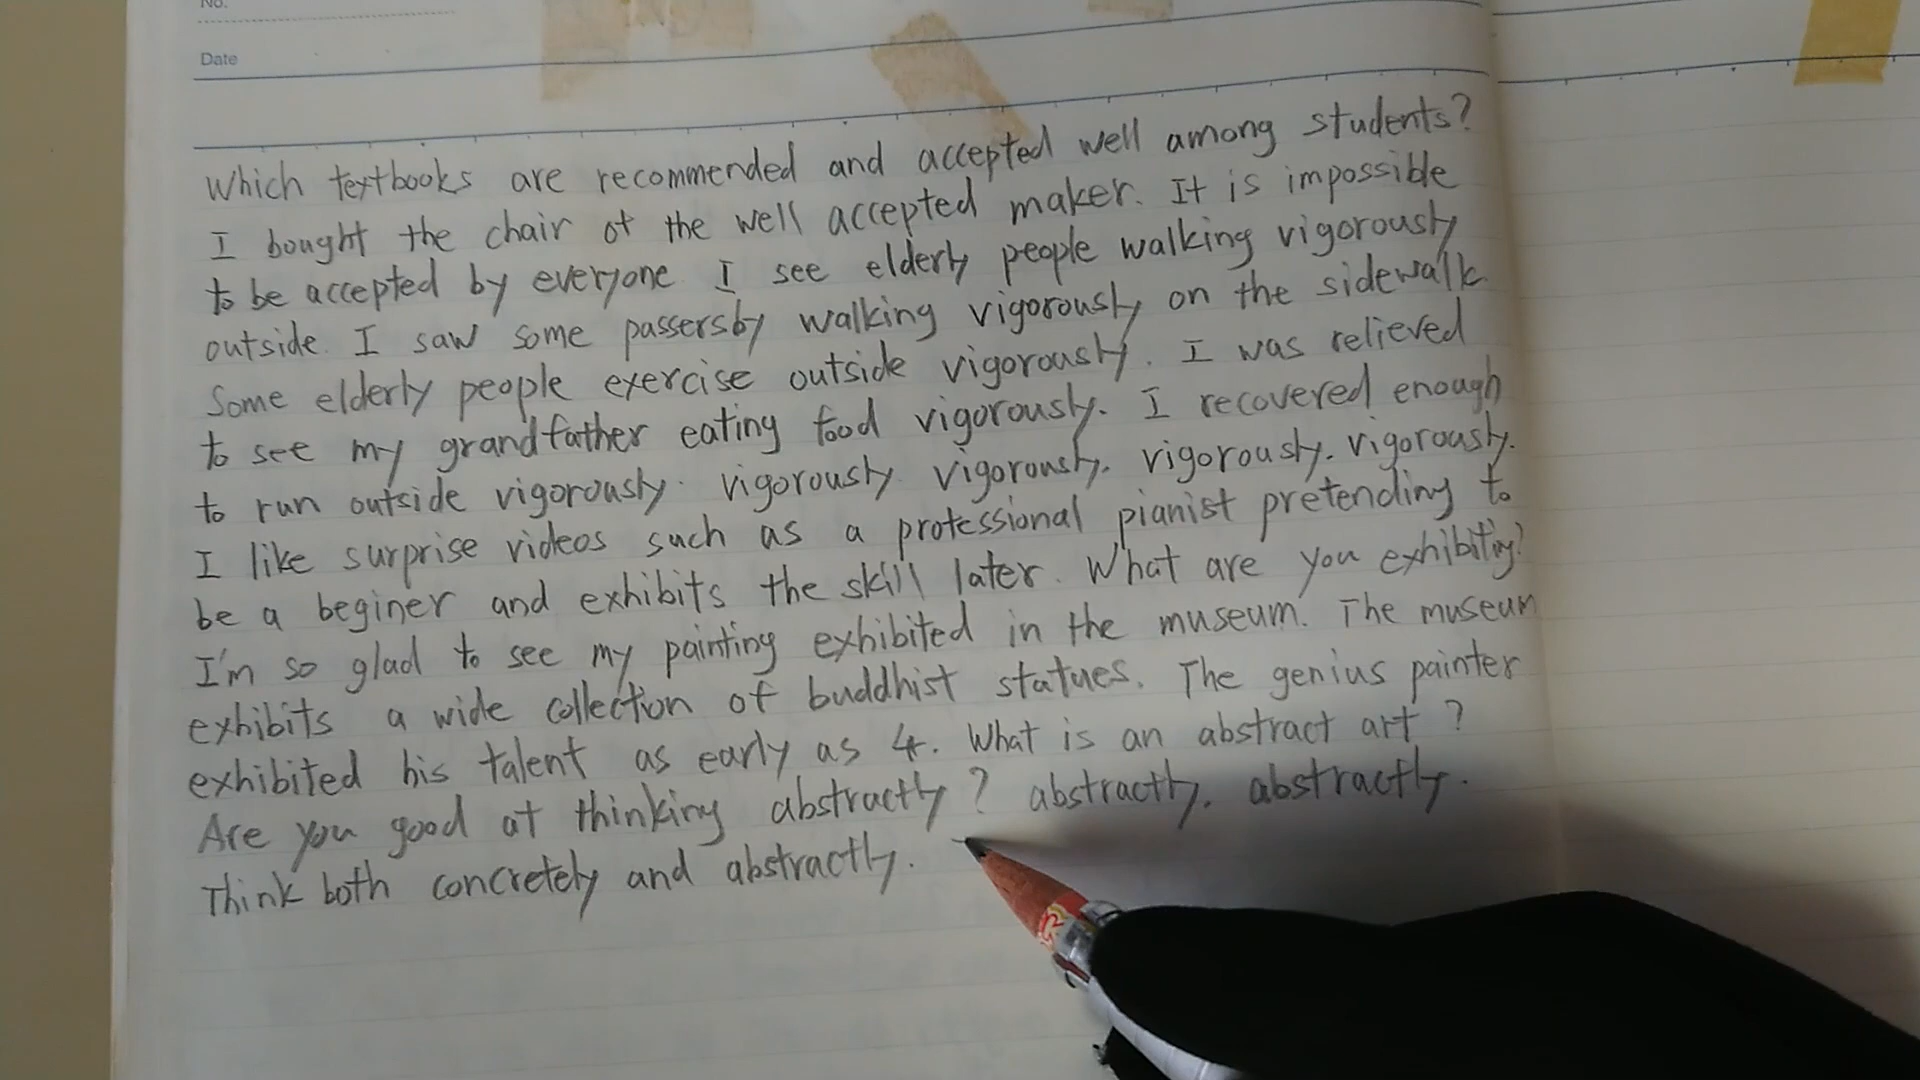 No.
Date
Which textbooks are recommended and accepted well among students?
I bought the chair of the well accepted maker. It is impossible
to be accepted by everyone. I see elderly people walking vigorously
outside. I saw some passersby walking vigorously on the sidewalk
Some elderly people exercise outside vigorously. I was relieved
to see my grandfather eating food vigorously. I recovered enough
to run outside vigorously. vigorously vigorously. vigorously. vigorously.
I like surprise videos such as a professional pianist pretending to
be a beginer and exhibits the skill later. What are you exhibiting?
I'm so glad to see my painting exhibited in the museum. The museum
exhibits a wide collection of buddhist statues. The genius painter
exhibited his talent as early as 4. What is an abstract art ?
Are you good at thinking abstractly ? abstractly. abstractly.
Think both concretely and abstractly.